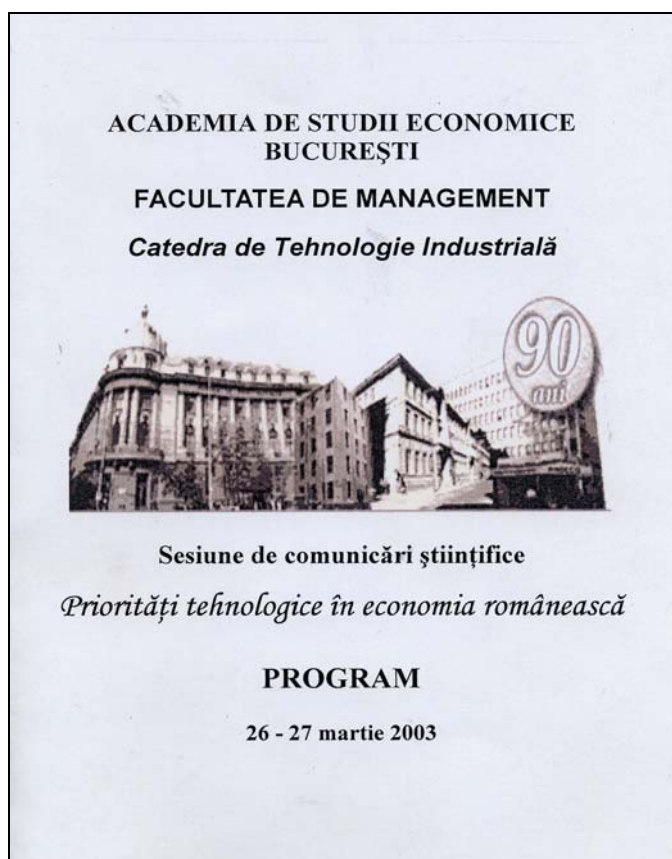 ACADEMIA DE STUDII ECONOMICE
BUCUREŞTI
FACULTATEA DE MANAGEMENT
Catedra de Tehnologie Industrială
90
ani
Sesiune de comunicări ştiinţifice
Priorităţi tehnologice în economia românească
PROGRAM
26 - 27 martie 2003